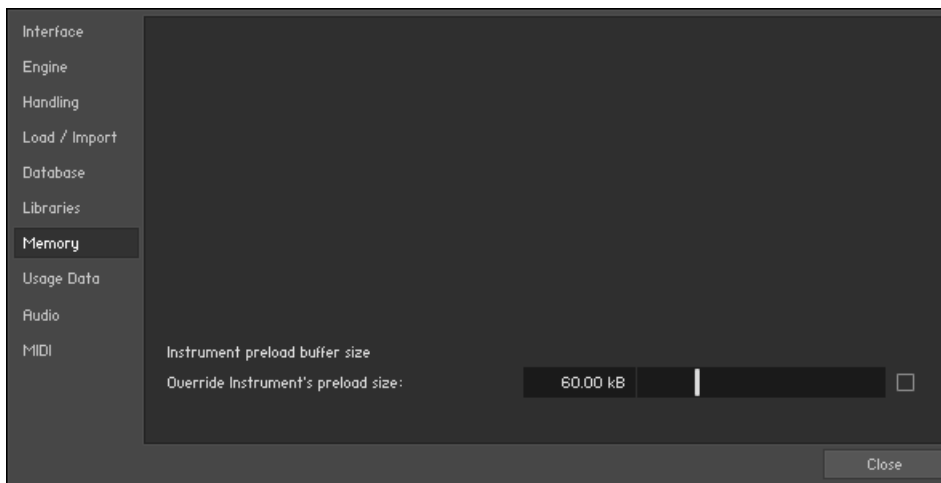 Interface
Engine
Handling
Load / Import
Database
Libraries
Memory
Usage Data
Audio
MIDI
Instrument preload buffer size
Override Instrument's preload size: 60.00 kB
Close